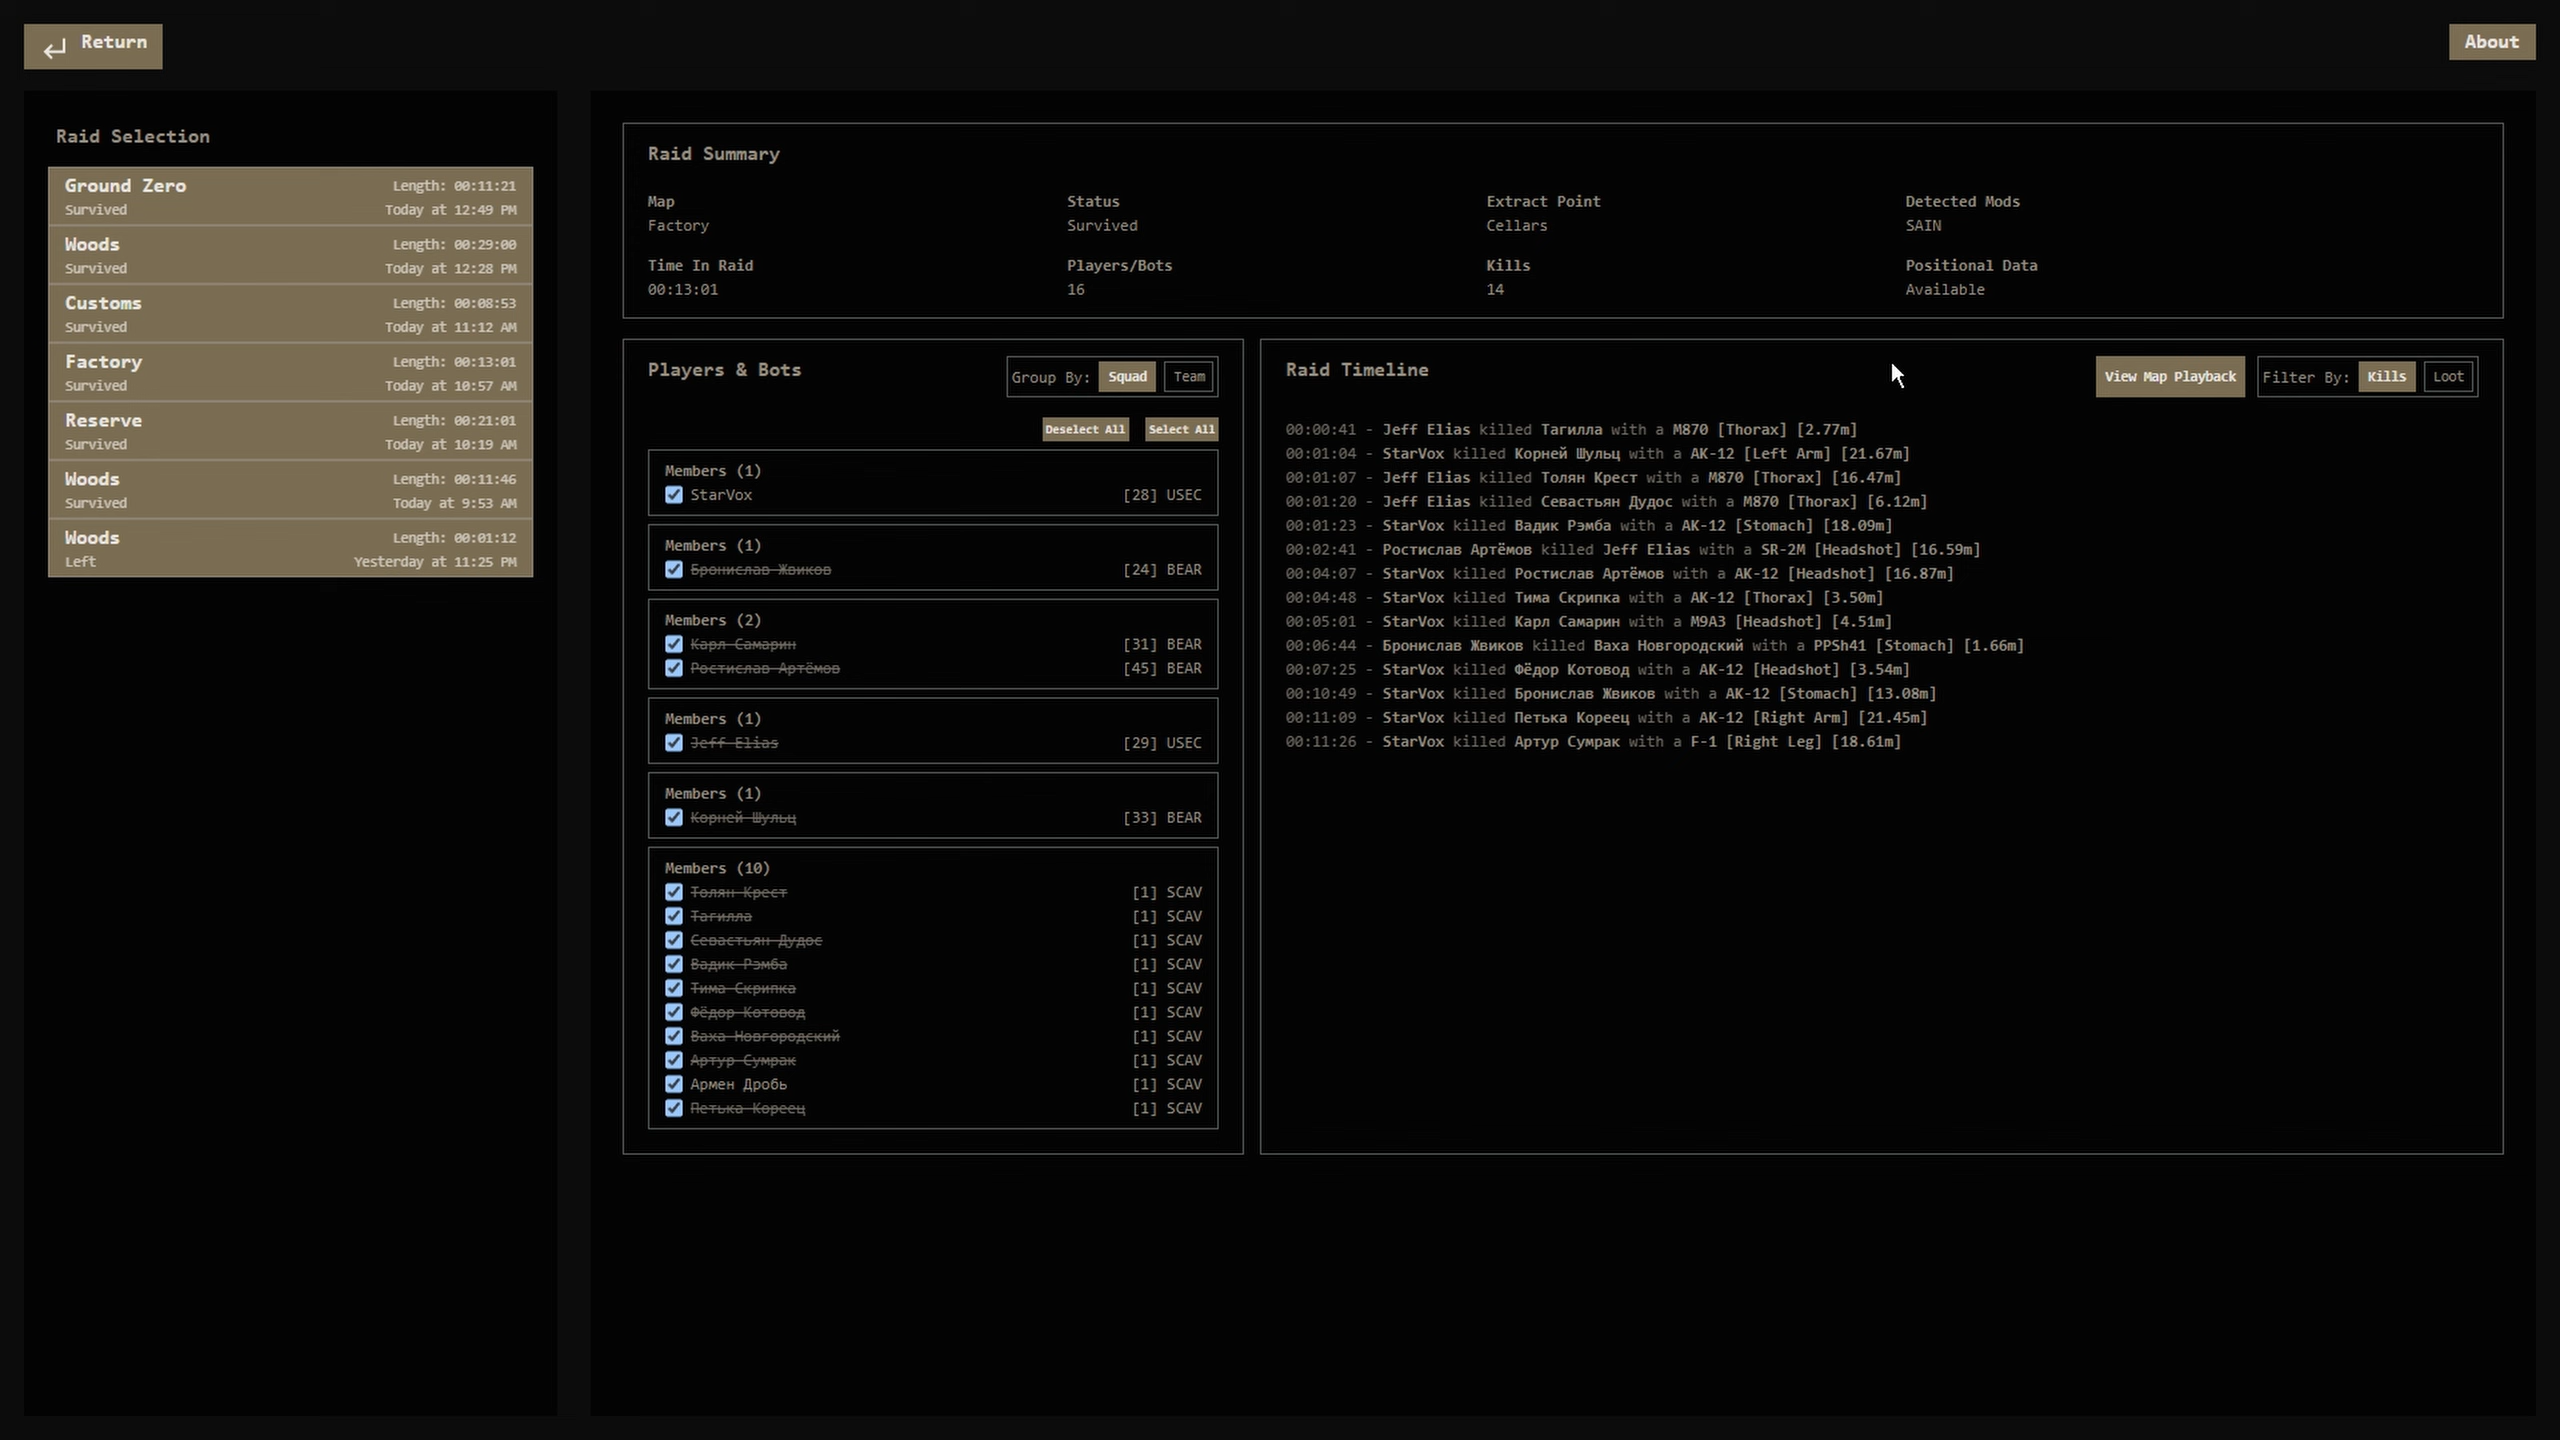 Return
About
Raid Selection
Ground Zero Length: 00:11:21
Survived Today at 12:49 PM
Woods Length: 00:29:00
Survived Today at 12:28 PM
Customs Length: 00:08:53
Survived Today at 11:12 AM
Factory Length: 00:13:01
Survived Today at 10:57 AM
Reserve Length: 00:21:01
Survived Today at 10:19 AM
Woods Length: 00:11:46
Survived Today at 9:53 AM
Woods Length: 00:01:12
Left Yesterday at 11:25 PM
Raid Summary
Map Status Extract Point Detected Mods
Factory Survived Cellars SAIN
Time In Raid Players/Bots Kills Positional Data
00:13:01 16 14 Available
Players & Bots Group By: Squad Team
Deselect All Select All
Members (1)
StarVox [28] USEC
Members (1)
Бронислав Жвиков [24] BEAR
Members (2)
Карл Самарин [31] BEAR
Ростислав Артёмов [45] BEAR
Members (1)
Jeff Elias [29] USEC
Members (1)
Корней Шульц [33] BEAR
Members (10)
Толян Крест [1] SCAV
Тагилла [1] SCAV
Севастьян Дудос [1] SCAV
Вадик Рэмба [1] SCAV
Тима Скрипка [1] SCAV
Фёдор Котовод [1] SCAV
Ваха Новгородский [1] SCAV
Артур Сумрак [1] SCAV
Армен Дробь [1] SCAV
Петька Кореец [1] SCAV
Raid Timeline View Map Playback Filter By: Kills Loot
00:00:41 - Jeff Elias killed Тагилла with a M870 [Thorax] [2.77m]
00:01:04 - StarVox killed Корней Шульц with a AK-12 [Left Arm] [21.67m]
00:01:07 - Jeff Elias killed Толян Крест with a M870 [Thorax] [16.47m]
00:01:20 - Jeff Elias killed Севастьян Дудос with a M870 [Thorax] [6.12m]
00:01:23 - StarVox killed Вадик Рэмба with a AK-12 [Stomach] [18.09m]
00:02:41 - Ростислав Артёмов killed Jeff Elias with a SR-2M [Headshot] [16.59m]
00:04:07 - StarVox killed Ростислав Артёмов with a AK-12 [Headshot] [16.87m]
00:04:48 - StarVox killed Тима Скрипка with a AK-12 [Thorax] [3.50m]
00:05:01 - StarVox killed Карл Самарин with a M9A3 [Headshot] [4.51m]
00:06:44 - Бронислав Жвиков killed Ваха Новгородский with a PPSh41 [Stomach] [1.66m]
00:07:25 - StarVox killed Фёдор Котовод with a AK-12 [Headshot] [3.54m]
00:10:49 - StarVox killed Бронислав Жвиков with a AK-12 [Stomach] [13.08m]
00:11:09 - StarVox killed Петька Кореец with a AK-12 [Right Arm] [21.45m]
00:11:26 - StarVox killed Артур Сумрак with a F-1 [Right Leg] [18.61m]